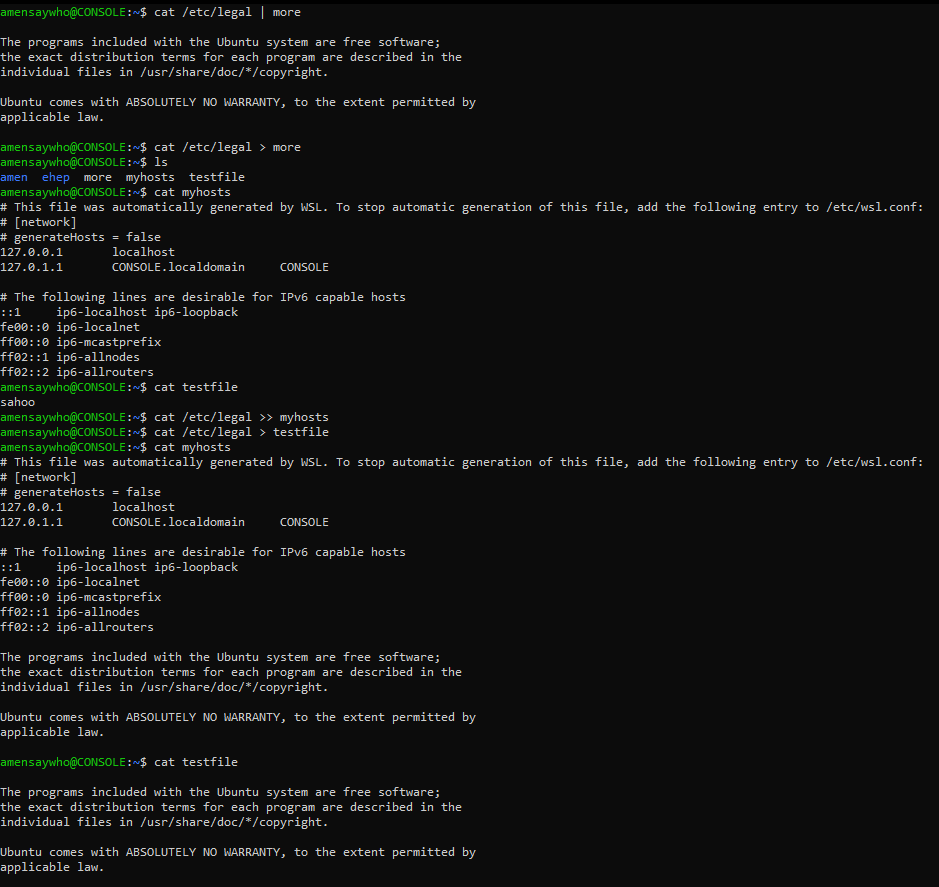 amensaywho@CONSOLE:~$ cat /etc/legal | more

The programs included with the Ubuntu system are free software;
the exact distribution terms for each program are described in the
individual files in /usr/share/doc/*/copyright.

Ubuntu comes with ABSOLUTELY NO WARRANTY, to the extent permitted by
applicable law.

amensaywho@CONSOLE:~$ cat /etc/legal > more
amensaywho@CONSOLE:~$ ls
amen  ehep  more  myhosts  testfile
amensaywho@CONSOLE:~$ cat myhosts
# This file was automatically generated by WSL. To stop automatic generation of this file, add the following entry to /etc/wsl.conf:
# [network]
# generateHosts = false
127.0.0.1       localhost
127.0.1.1       CONSOLE.localdomain     CONSOLE

# The following lines are desirable for IPv6 capable hosts
::1     ip6-localhost ip6-loopback
fe00::0 ip6-localnet
ff00::0 ip6-mcastprefix
ff02::1 ip6-allnodes
ff02::2 ip6-allrouters
amensaywho@CONSOLE:~$ cat testfile
sahoo
amensaywho@CONSOLE:~$ cat /etc/legal >> myhosts
amensaywho@CONSOLE:~$ cat /etc/legal > testfile
amensaywho@CONSOLE:~$ cat myhosts
# This file was automatically generated by WSL. To stop automatic generation of this file, add the following entry to /etc/wsl.conf:
# [network]
# generateHosts = false
127.0.0.1       localhost
127.0.1.1       CONSOLE.localdomain     CONSOLE

# The following lines are desirable for IPv6 capable hosts
::1     ip6-localhost ip6-loopback
fe00::0 ip6-localnet
ff00::0 ip6-mcastprefix
ff02::1 ip6-allnodes
ff02::2 ip6-allrouters

The programs included with the Ubuntu system are free software;
the exact distribution terms for each program are described in the
individual files in /usr/share/doc/*/copyright.

Ubuntu comes with ABSOLUTELY NO WARRANTY, to the extent permitted by
applicable law.

amensaywho@CONSOLE:~$ cat testfile

The programs included with the Ubuntu system are free software;
the exact distribution terms for each program are described in the
individual files in /usr/share/doc/*/copyright.

Ubuntu comes with ABSOLUTELY NO WARRANTY, to the extent permitted by
applicable law.